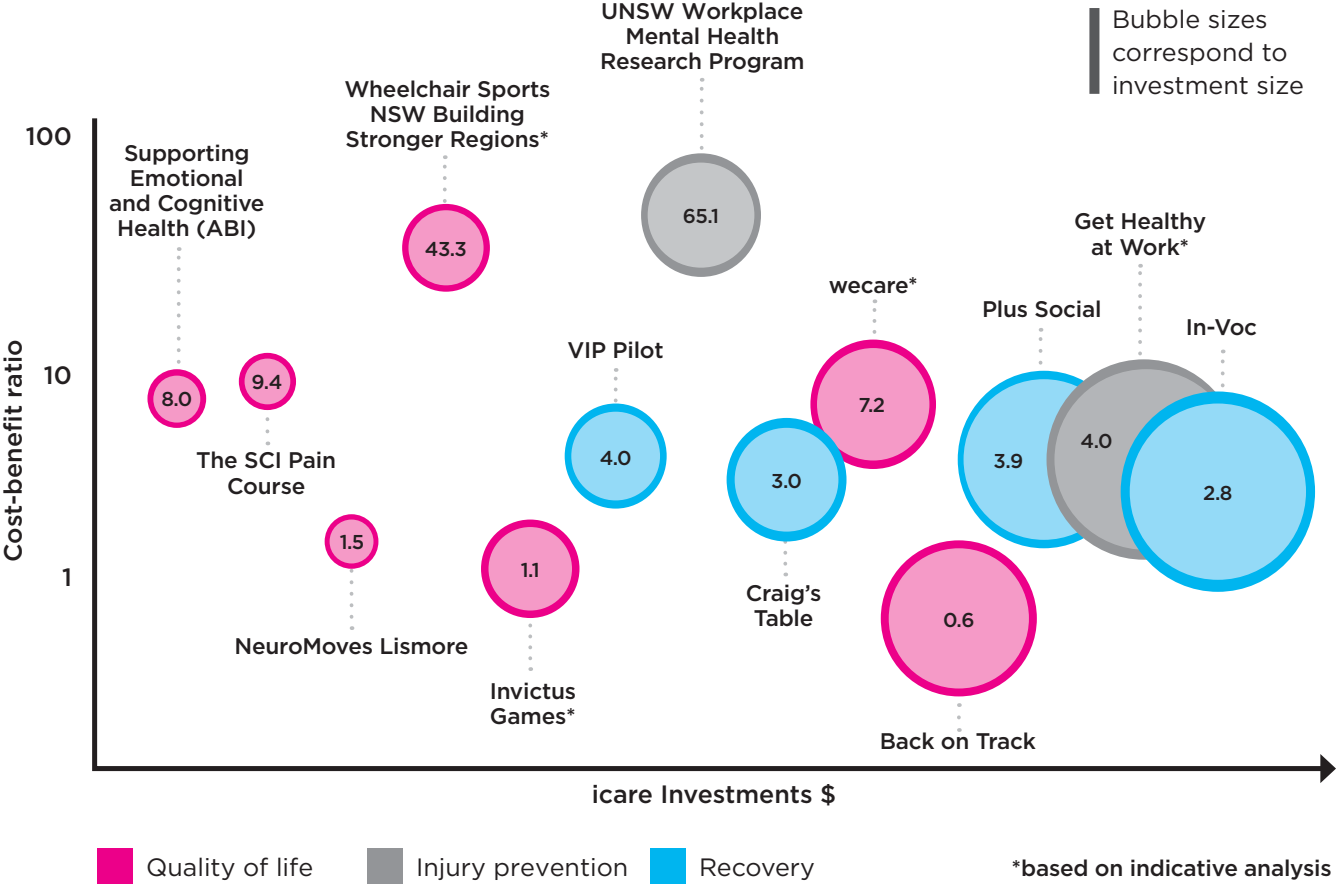 UNSW Workplace
Mental Health
Research Program
Bubble sizes
correspond to
investment size
Wheelchair Sports
NSW Building
Stronger Regions*
100
Supporting
Emotional
and Cognitive
Health (ABI)
65.1
43.3
Get Healthy
at Work*
wecare*
Plus Social
In-Voc
VIP Pilot
10
9.4
8.0
7.2
4.0
3.9
4.0
2.8
3.0
The SCI Pain
Course
Cost-benefit ratio
1.5
1.1
1
Craig’s
Table
0.6
NeuroMoves Lismore
Invictus
Games*
Back on Track
icare Investments $
Quality of life
Injury prevention
Recovery
*based on indicative analysis